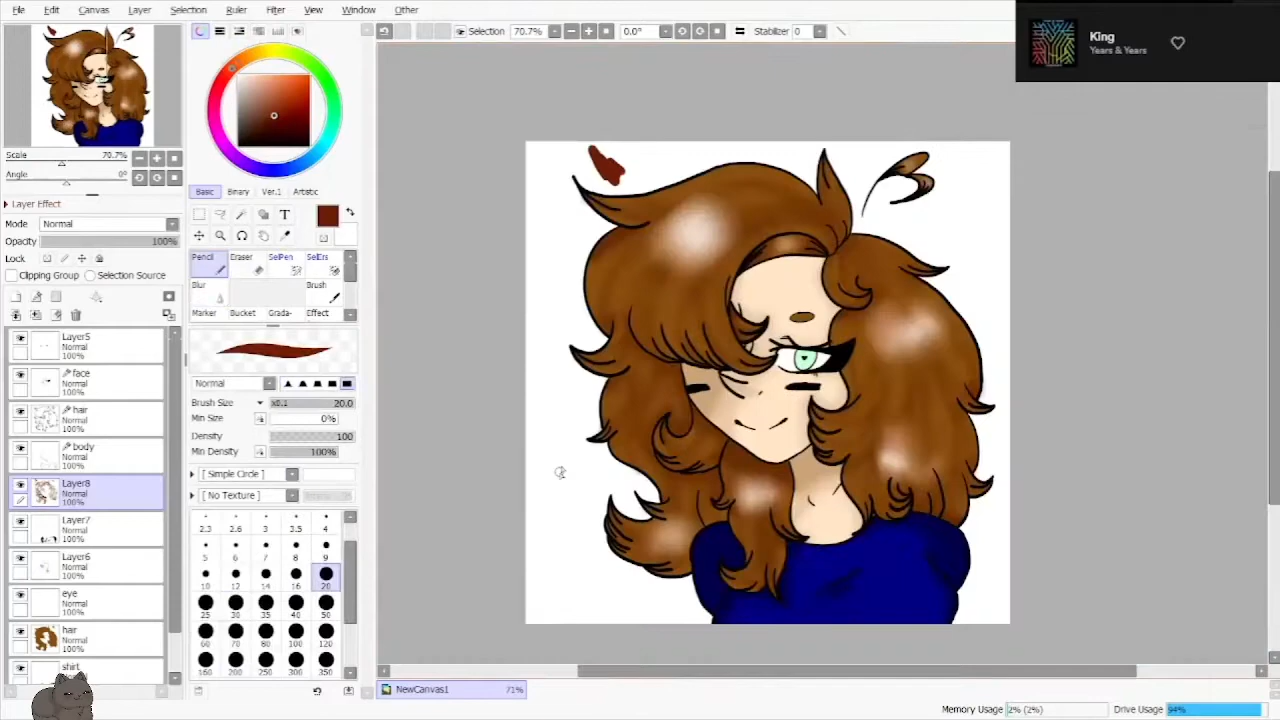 File Edit Canvas Layer Selection Ruler Filter View Window Other
Selection 70.7% 0.0° Stabilizer 0
King
Years & Years
Scale 70.7%
Angle 0°
Layer Effect
Mode Normal
Opacity 100%
Lock
Clipping Group Selection Source
Layer5
Normal
100%
face
Normal
100%
hair
Normal
100%
body
Normal
100%
Layer8
Normal
100%
Layer7
Normal
100%
Layer6
Normal
100%
eye
Normal
100%
hair
Normal
100%
shirt
Basic Binary Ver.1 Artistic
T
Pencil Eraser SelPen SelErs
Blur Brush
Marker Bucket Grada- Effect
Normal
Brush Size x0.1 20.0
Min Size 0%
Density 100
Min Density 100%
[ Simple Circle ]
[ No Texture ]
2.3 2.6 3 3.5 4
5 6 7 8 9
10 12 14 16 20
25 30 35 40 50
60 70 80 100 120
160 200 250 300 350
NewCanvas1 71%
Memory Usage 2% (2%) Drive Usage 94%